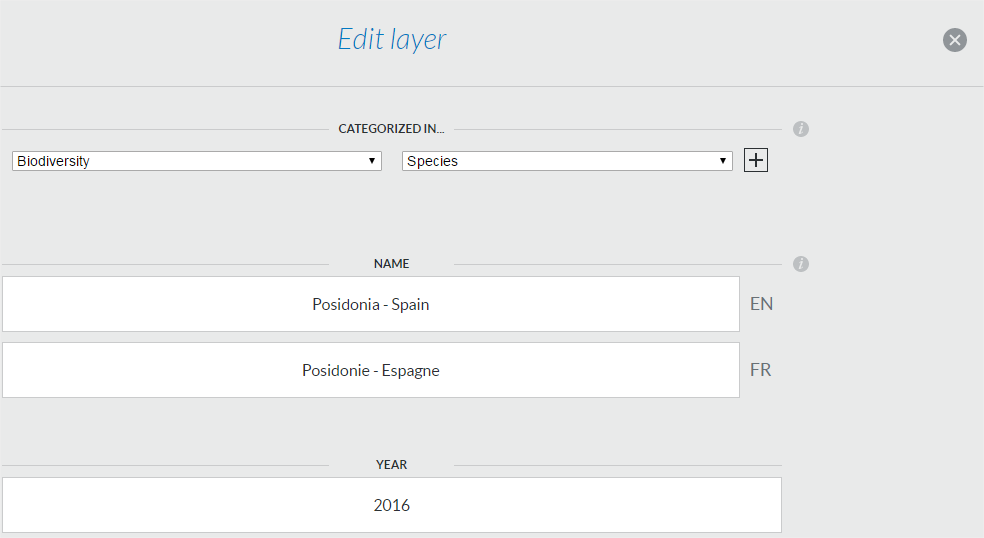 Edit layer
CATEGORIZED IN...
Biodiversity Species
NAME
Posidonia - Spain EN
Posidonie - Espagne FR
YEAR
2016